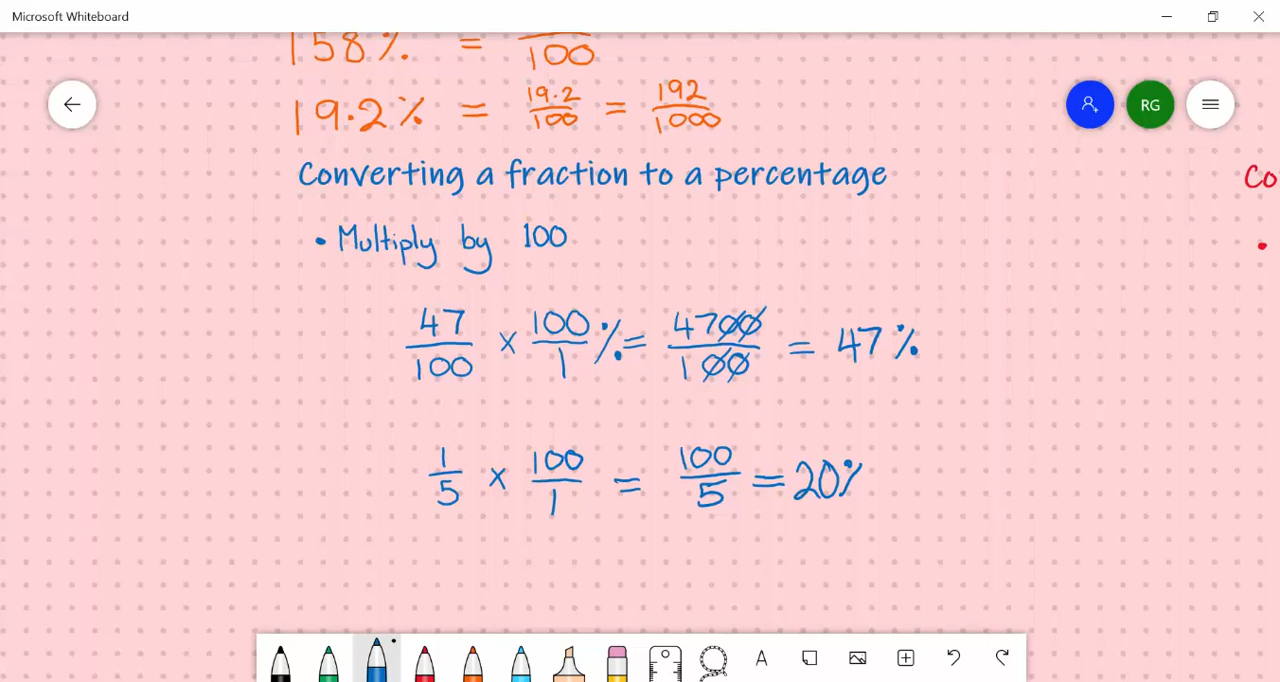 Microsoft Whiteboard
158% = /100
19.2% = 19.2/100 = 192/1000
RG
Converting a fraction to a percentage
Co
• Multiply by 100
47/100 × 100/1 % = 4700/100 = 47%
1/5 × 100/1 = 100/5 = 20%
A